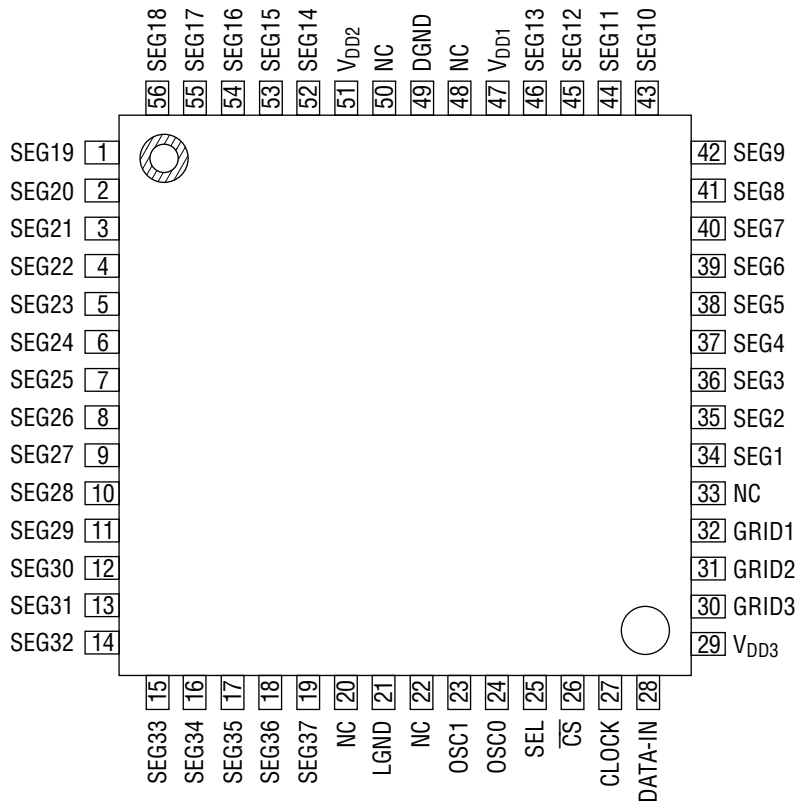 SEG18 SEG17 SEG16 SEG15 SEG14 VDD2 NC DGND NC VDD1 SEG13 SEG12 SEG11 SEG10
56 55 54 53 52 51 50 49 48 47 46 45 44 43
SEG19 1 42 SEG9
SEG20 2 41 SEG8
SEG21 3 40 SEG7
SEG22 4 39 SEG6
SEG23 5 38 SEG5
SEG24 6 37 SEG4
SEG25 7 36 SEG3
SEG26 8 35 SEG2
SEG27 9 34 SEG1
SEG28 10 33 NC
SEG29 11 32 GRID1
SEG30 12 31 GRID2
SEG31 13 30 GRID3
SEG32 14 29 VDD3
15 16 17 18 19 20 21 22 23 24 25 26 27 28
SEG33 SEG34 SEG35 SEG36 SEG37 NC LGND NC OSC1 OSC0 SEL C̅S̅ CLOCK DATA-IN